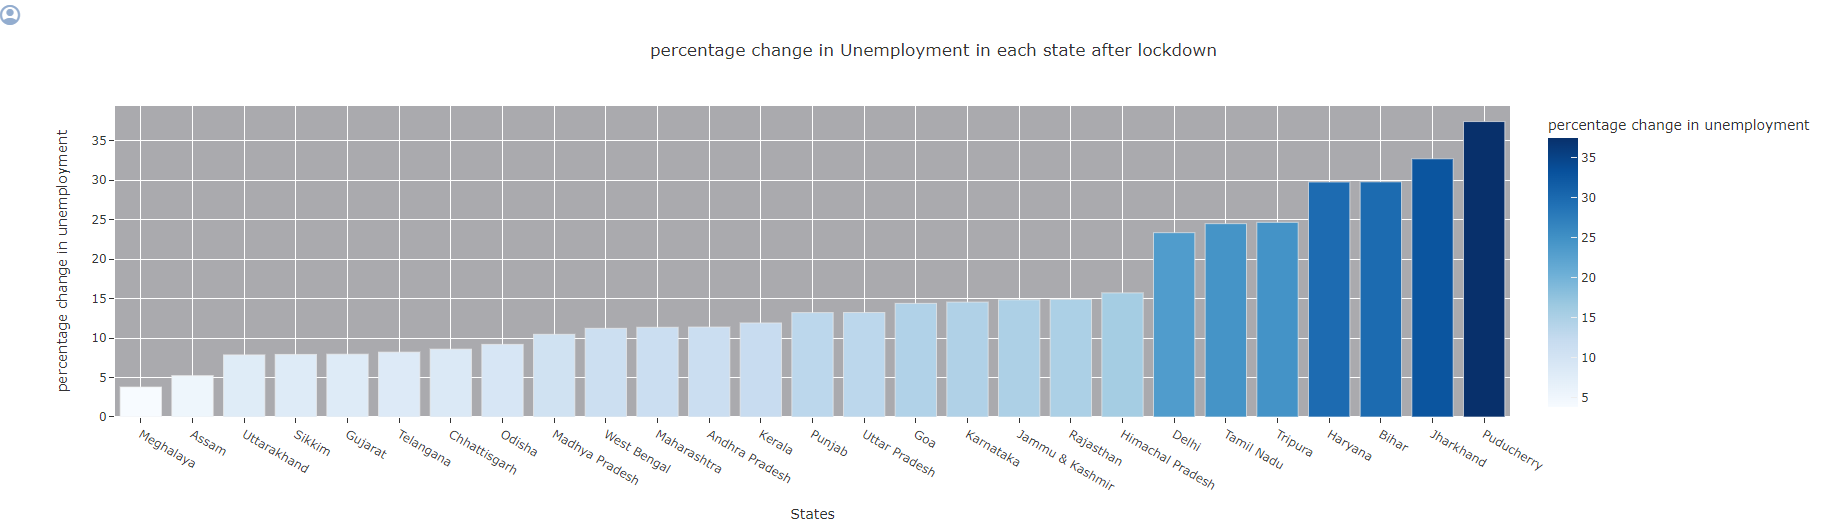 percentage change in Unemployment in each state after lockdown
percentage change in unemployment
35
30
25
20
15
10
5
0
Meghalaya
Assam
Uttarakhand
Sikkim
Gujarat
Telangana
Chhattisgarh
Odisha
Madhya Pradesh
West Bengal
Maharashtra
Andhra Pradesh
Kerala
Punjab
Uttar Pradesh
Goa
Karnataka
Jammu & Kashmir
Rajasthan
Himachal Pradesh
Delhi
Tamil Nadu
Tripura
Haryana
Bihar
Jharkhand
Puducherry
States
percentage change in unemployment
35
30
25
20
15
10
5